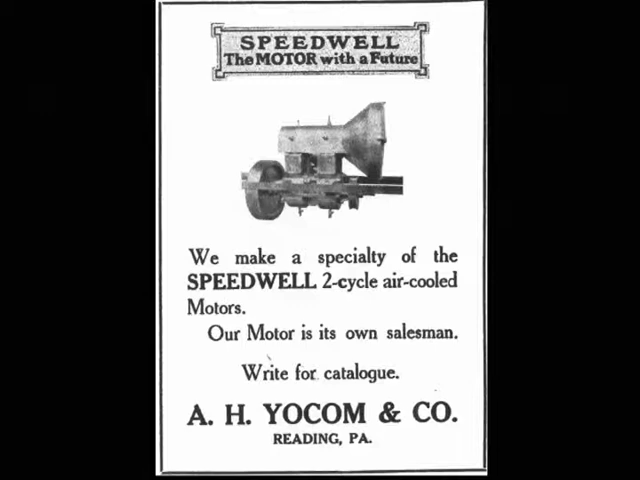 SPEEDWELL
The MOTOR with a Future
We make a specialty of the
SPEEDWELL 2-cycle air-cooled
Motors.
Our Motor is its own salesman.
Write for catalogue.
A. H. YOCOM & CO.
READING, PA.